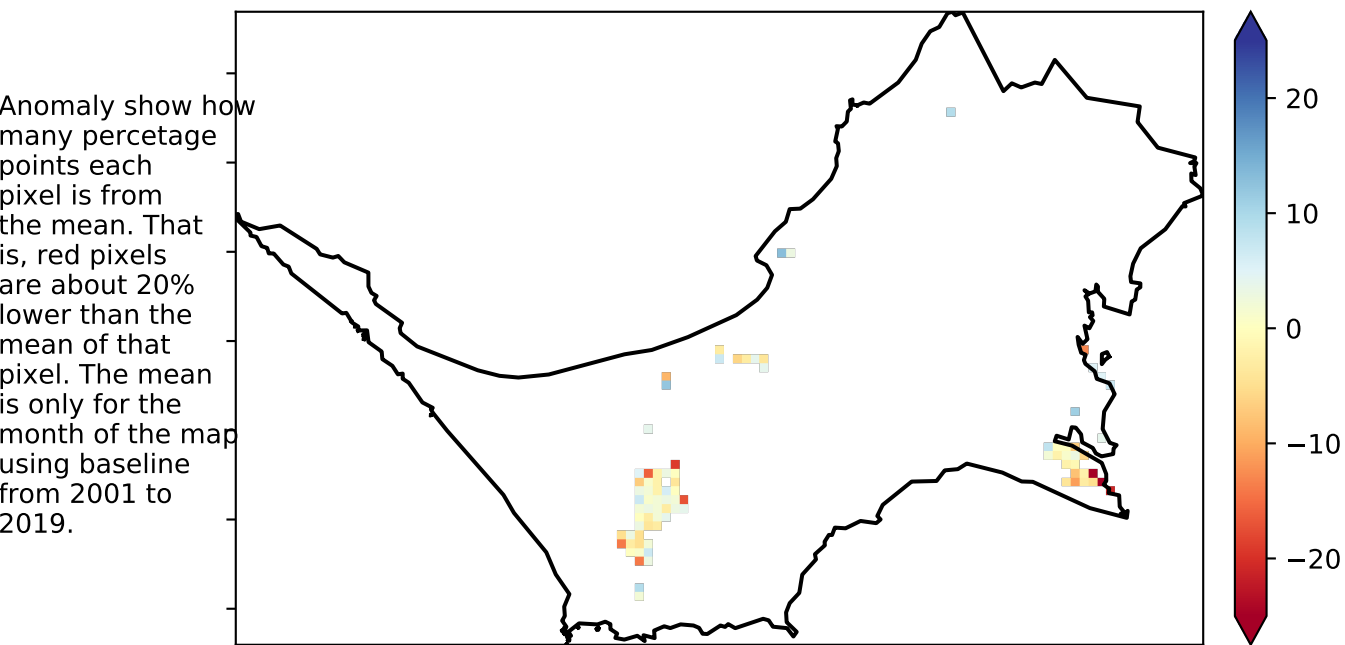 Anomaly show how
many percetage
points each
pixel is from
the mean. That
is, red pixels
are about 20%
lower than the
mean of that
pixel. The mean
is only for the
month of the map
using baseline
from 2001 to
2019.
20
10
0
−10
−20